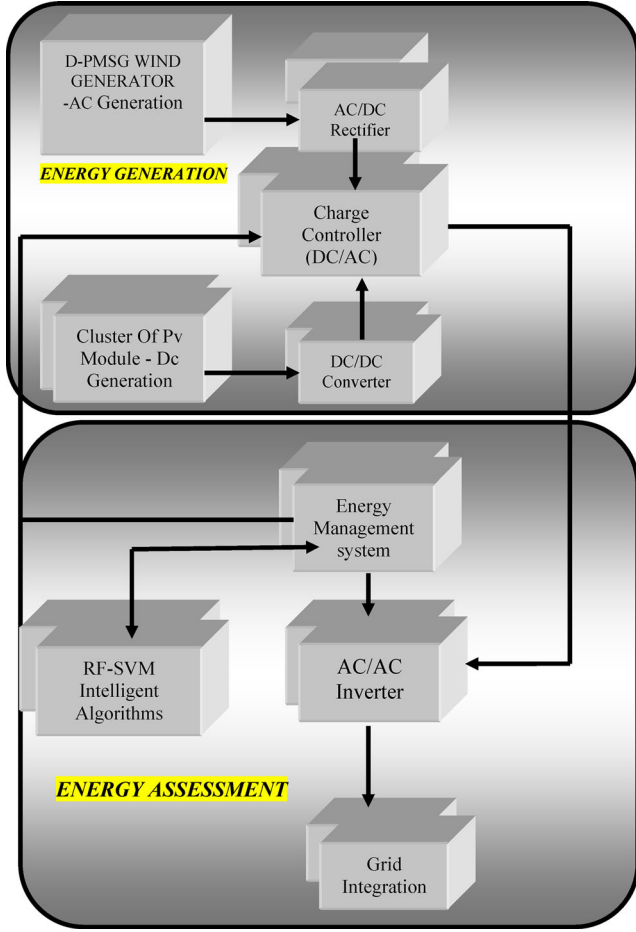 D-PMSG WIND
GENERATOR
-AC Generation
AC/DC
Rectifier
ENERGY GENERATION
Charge
Controller
(DC/AC)
Cluster Of Pv
Module - Dc
Generation
DC/DC
Converter
Energy
Management
system
RF-SVM
Intelligent
Algorithms
AC/AC
Inverter
ENERGY ASSESSMENT
Grid
Integration